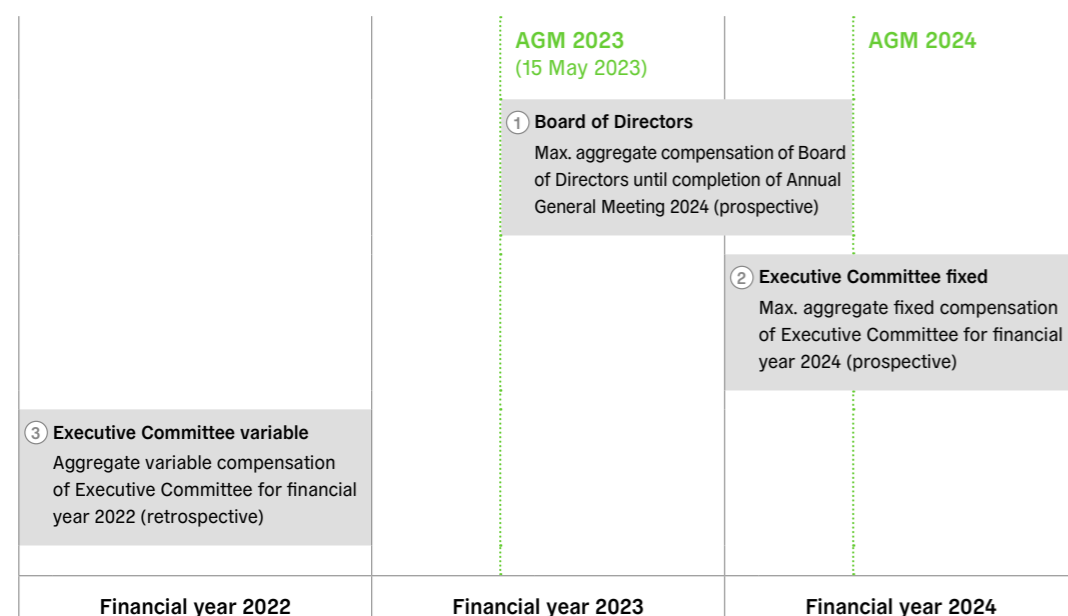 AGM 2023
(15 May 2023)
AGM 2024
1 Board of Directors
Max. aggregate compensation of Board
of Directors until completion of Annual
General Meeting 2024 (prospective)
2 Executive Committee fixed
Max. aggregate fixed compensation
of Executive Committee for financial
year 2024 (prospective)
3 Executive Committee variable
Aggregate variable compensation
of Executive Committee for financial
year 2022 (retrospective)
Financial year 2022
Financial year 2023
Financial year 2024